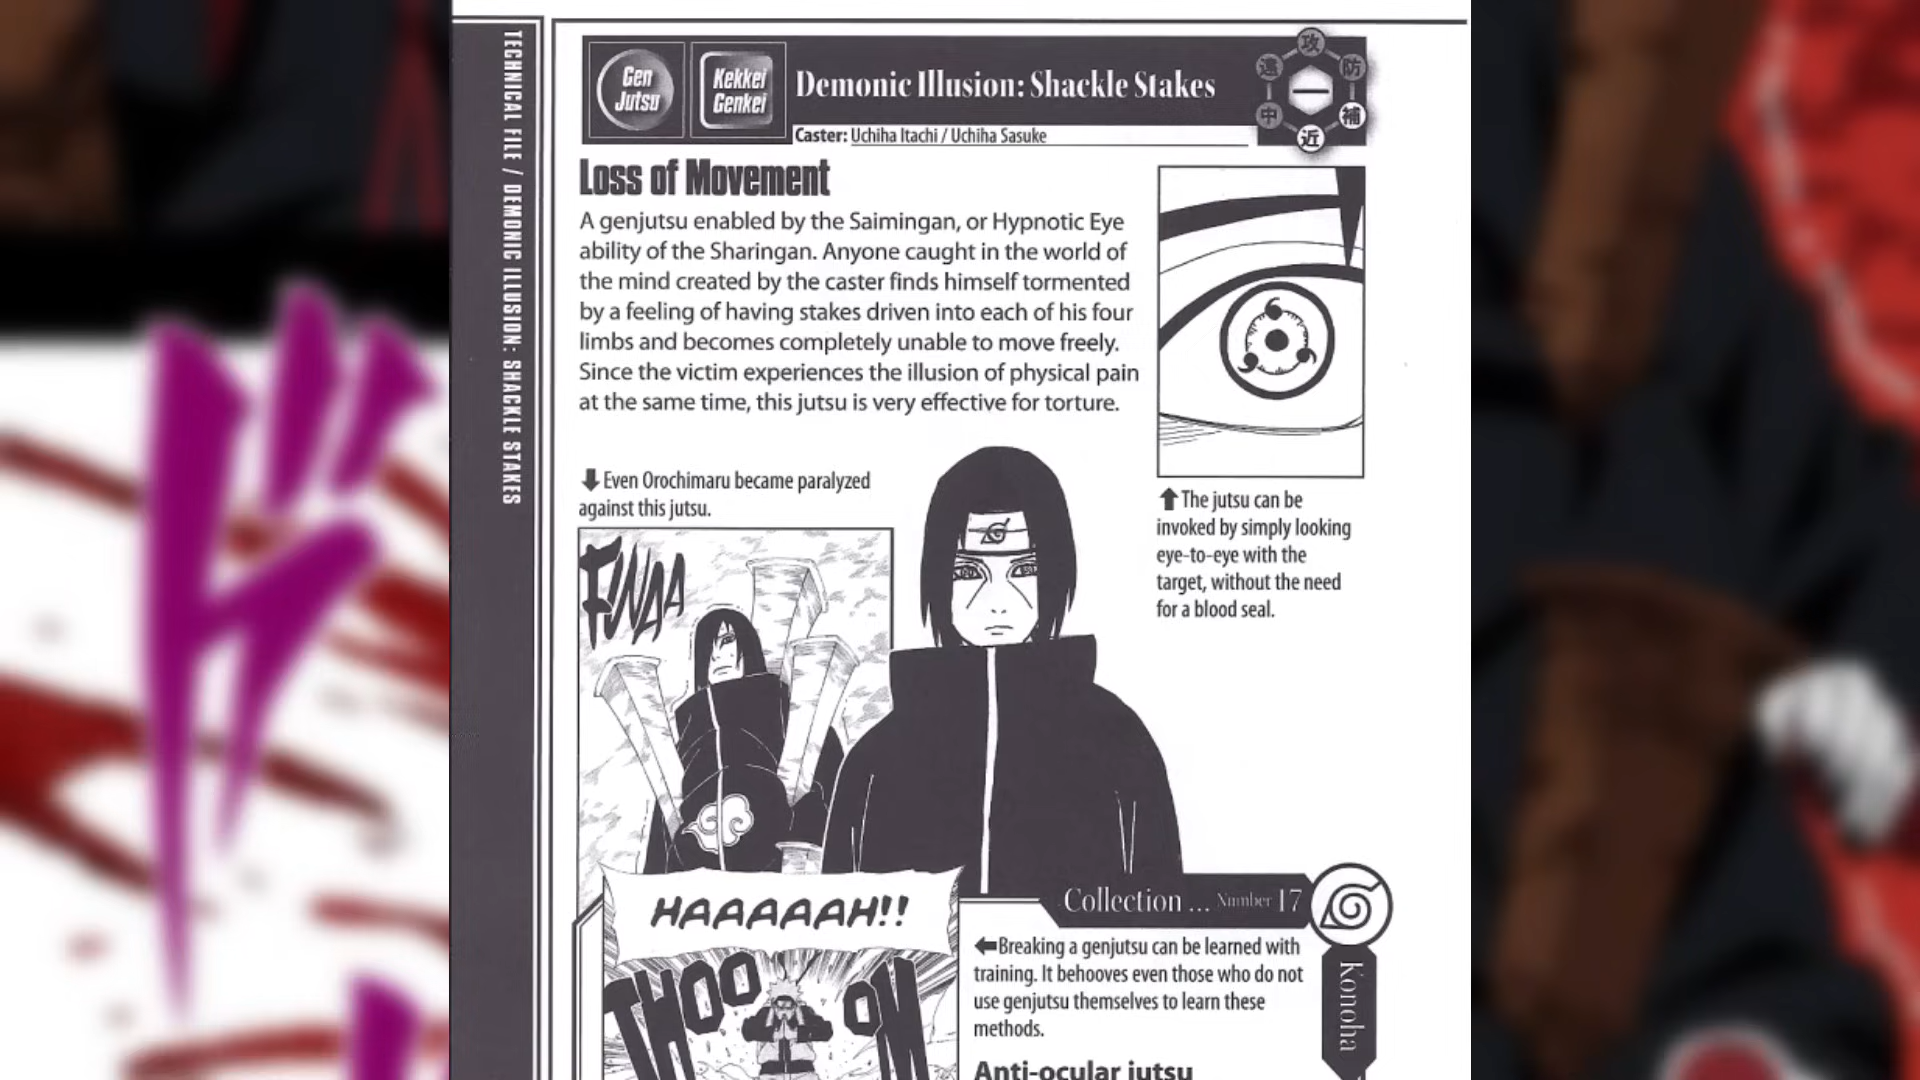 TECHNICAL FILE / DEMONIC ILLUSION: SHACKLE STAKES
Gen
Jutsu
Kekkei
Genkei
Demonic Illusion: Shackle Stakes
攻
遠
防
中
補
近
Caster: Uchiha Itachi / Uchiha Sasuke
Loss of Movement
A genjutsu enabled by the Saimingan, or Hypnotic Eye
ability of the Sharingan. Anyone caught in the world of
the mind created by the caster finds himself tormented
by a feeling of having stakes driven into each of his four
limbs and becomes completely unable to move freely.
Since the victim experiences the illusion of physical pain
at the same time, this jutsu is very effective for torture.
Even Orochimaru became paralyzed
against this jutsu.
The jutsu can be
invoked by simply looking
eye-to-eye with the
target, without the need
for a blood seal.
HAAAAAAH!!
THOO
OM
Collection ... Number 17
Breaking a genjutsu can be learned with
training. It behooves even those who do not
use genjutsu themselves to learn these
methods.
Konoha
Anti-ocular jutsu